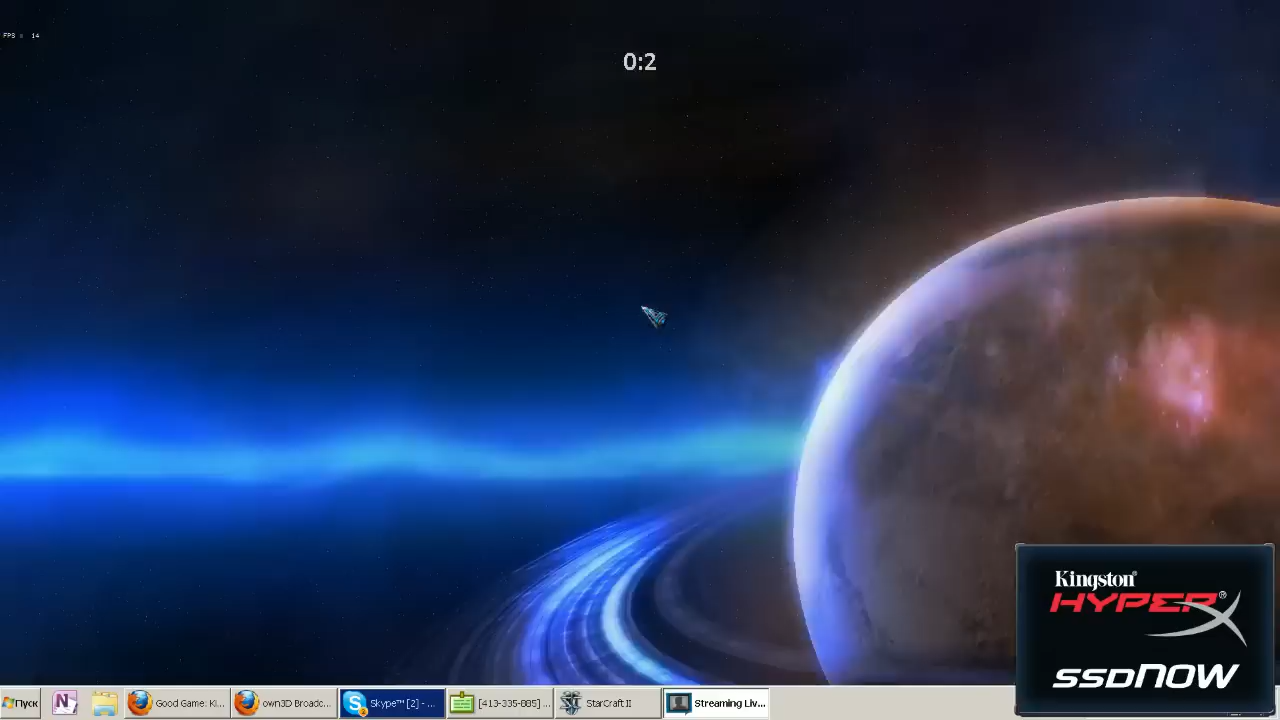 FPS = 14
0:2
Kingston®
HYPERX®
SSDNOW
Пуск
Good Game Ki...
own3D Broadc...
Skype™ [2] - ...
[413-335-885] ...
StarCraft II
Streaming Liv...